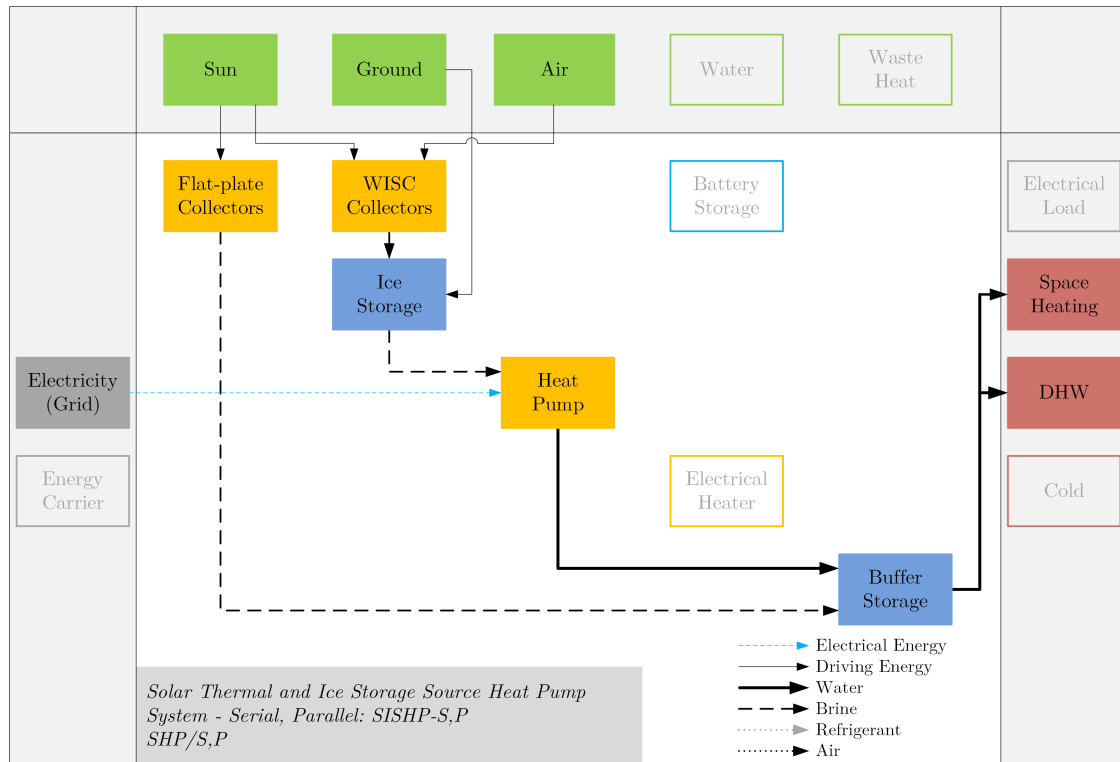 Sun
Ground
Air
Water
Waste
Heat
Flat-plate
Collectors
WISC
Collectors
Battery
Storage
Electrical
Load
Ice
Storage
Space
Heating
Electricity
(Grid)
Heat
Pump
DHW
Energy
Carrier
Electrical
Heater
Cold
Buffer
Storage
Electrical Energy
Driving Energy
Water
Brine
Refrigerant
Air
Solar Thermal and Ice Storage Source Heat Pump
System - Serial, Parallel: SISHP-S,P
SHP/S,P